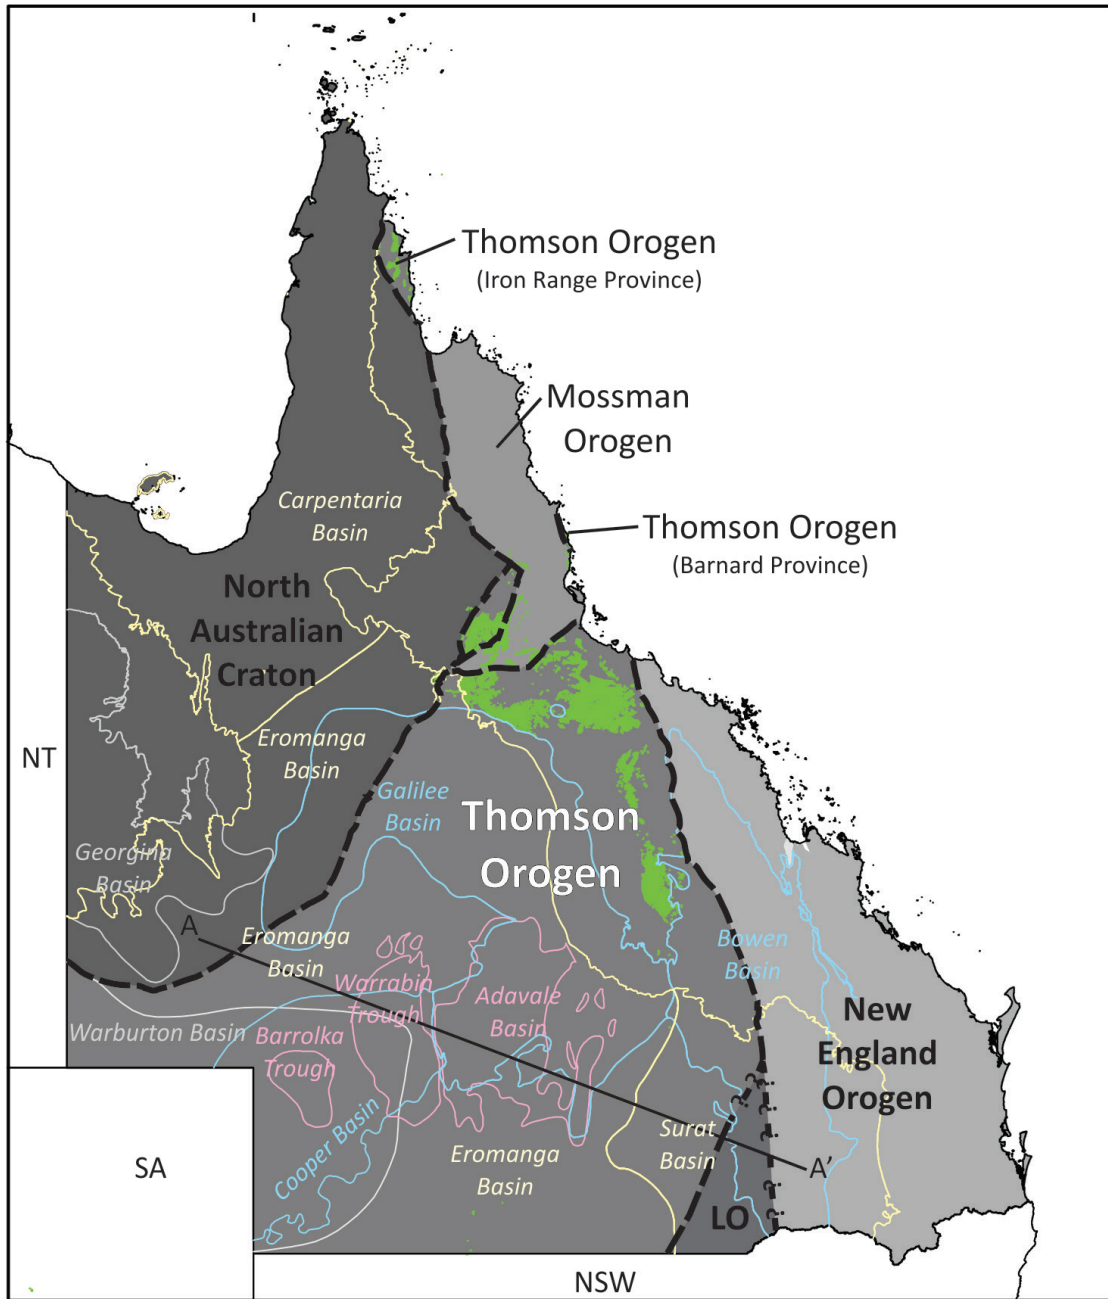 Thomson Orogen
(Iron Range Province)
Mossman
Orogen
Carpentaria
Basin
Thomson Orogen
(Barnard Province)
North
Australian
Craton
NT
Eromanga
Basin
Galilee
Basin
Thomson
Orogen
Georgina
Basin
A
Eromanga
Basin
Bowen
Basin
Warrabin
Trough
Adavale
Basin
Warburton Basin
Barrolka
Trough
New
England
Orogen
Cooper Basin
Surat
Basin
Eromanga
Basin
A'
SA
LO
NSW
? ? ? ? ? ?